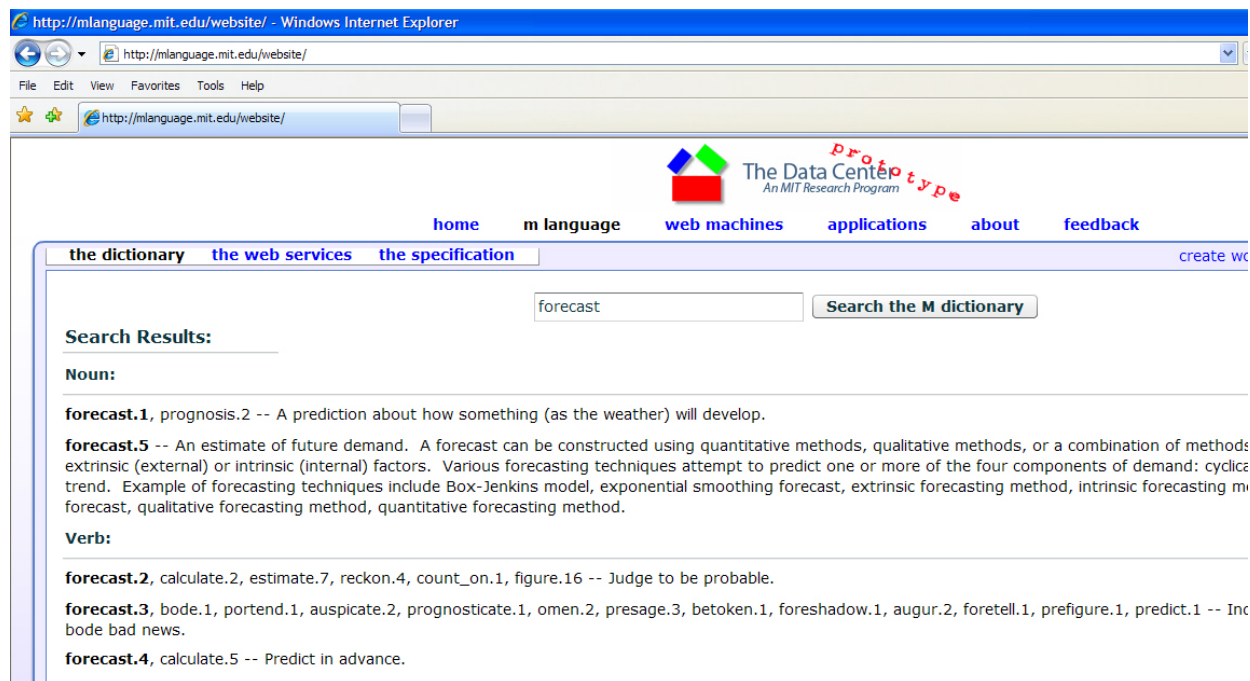 http://mlanguage.mit.edu/website/ - Windows Internet Explorer
http://mlanguage.mit.edu/website/
File Edit View Favorites Tools Help
http://mlanguage.mit.edu/website/
prototype
The Data Center
An MIT Research Program
home m language web machines applications about feedback
the dictionary the web services the specification create
forecast Search the M dictionary
Search Results:
Noun:
forecast.1, prognosis.2 -- A prediction about how something (as the weather) will develop.
forecast.5 -- An estimate of future demand. A forecast can be constructed using quantitative methods, qualitative methods, or a combination of methods
extrinsic (external) or intrinsic (internal) factors. Various forecasting techniques attempt to predict one or more of the four components of demand:
trend. Example of forecasting techniques include Box-Jenkins model, exponential smoothing forecast, extrinsic forecasting method, intrinsic forecasting
forecast, qualitative forecasting method, quantitative forecasting method.
Verb:
forecast.2, calculate.2, estimate.7, reckon.4, count_on.1, figure.16 -- Judge to be probable.
forecast.3, bode.1, portend.1, auspicate.2, prognosticate.1, omen.2, presage.3, betoken.1, foreshadow.1, augur.2, foretell.1, prefigure.1, predict.1 --
bode bad news.
forecast.4, calculate.5 -- Predict in advance.